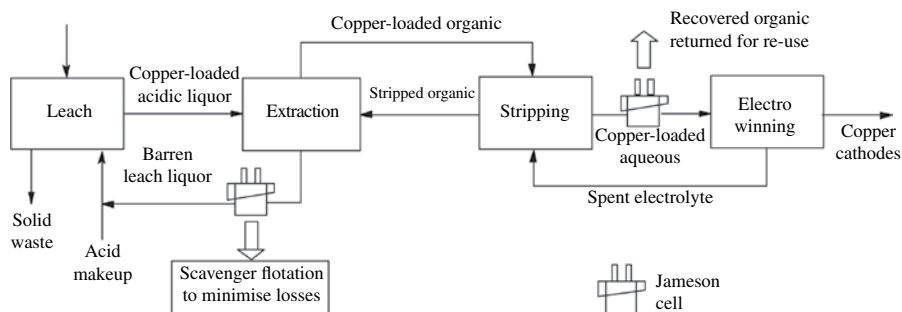 Copper-loaded organic
Recovered organic
returned for re-use
Leach
Copper-loaded
acidic liquor
Extraction
Stripped organic
Stripping
Copper-loaded
aqueous
Electro
winning
Copper
cathodes
Barren
leach liquor
Spent electrolyte
Solid
waste
Acid
makeup
Scavenger flotation
to minimise losses
Jameson
cell